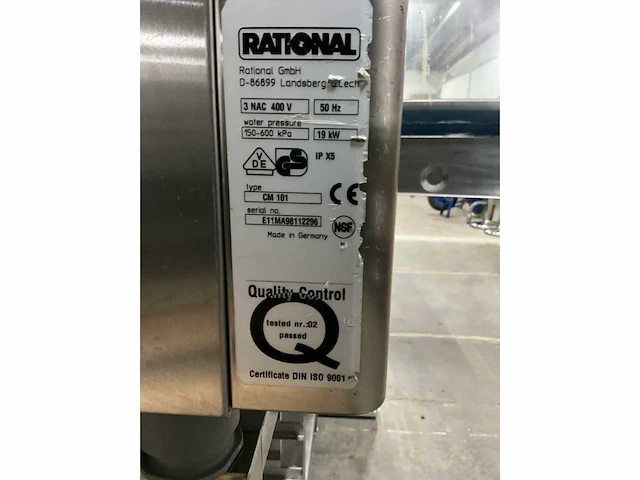 RATIONAL
Rational GmbH
D-86899 Landsberg a. Lech
3 NAC 400 V 50 Hz
water pressure
150-600 kPa 19 kW
VDE GS IP X5
type
CM 101 CE
serial no.
E11MA98112296 NSF
Made in Germany
Quality Control
tested nr.:02
passed
Certificate DIN ISO 9001